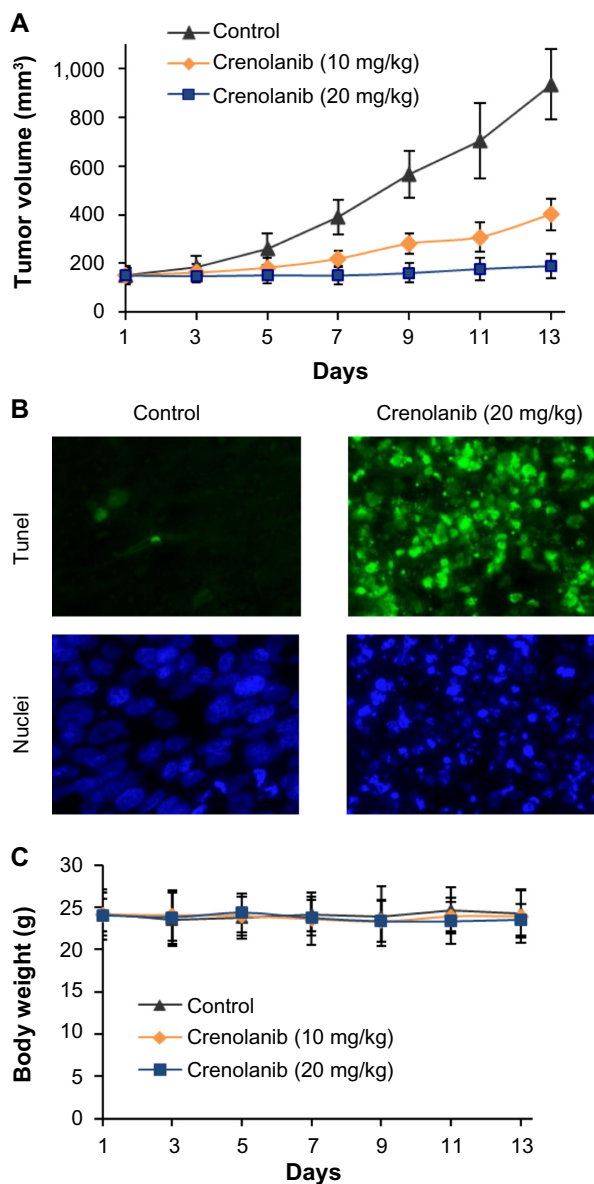 A
Control
Crenolanib (10 mg/kg)
Crenolanib (20 mg/kg)
Tumor volume (mm³)
1,000
800
600
400
200
0
1 3 5 7 9 11 13
Days
B
Control Crenolanib (20 mg/kg)
Tunel
Nuclei
C
Body weight (g)
30
25
20
15
10
5
0
Control
Crenolanib (10 mg/kg)
Crenolanib (20 mg/kg)
1 3 5 7 9 11 13
Days